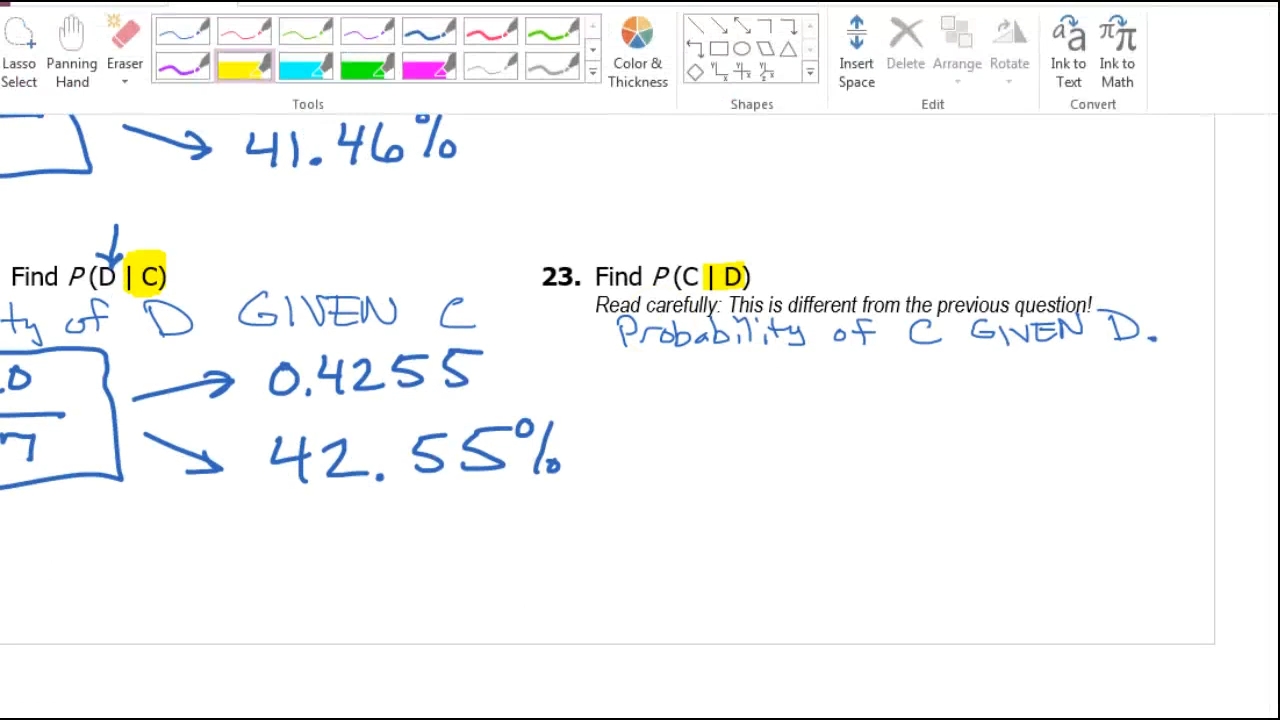 Lasso Select
Panning Hand
Eraser
Color & Thickness
Insert Space
Delete
Arrange
Rotate
Ink to Text
Ink to Math
Tools
Shapes
Edit
Convert
41.46%
Find P(D | C)
ty of D GIVEN C
0.4255
42.55%
23. Find P(C | D)
Read carefully: This is different from the previous question!
Probability of C GIVEN D.